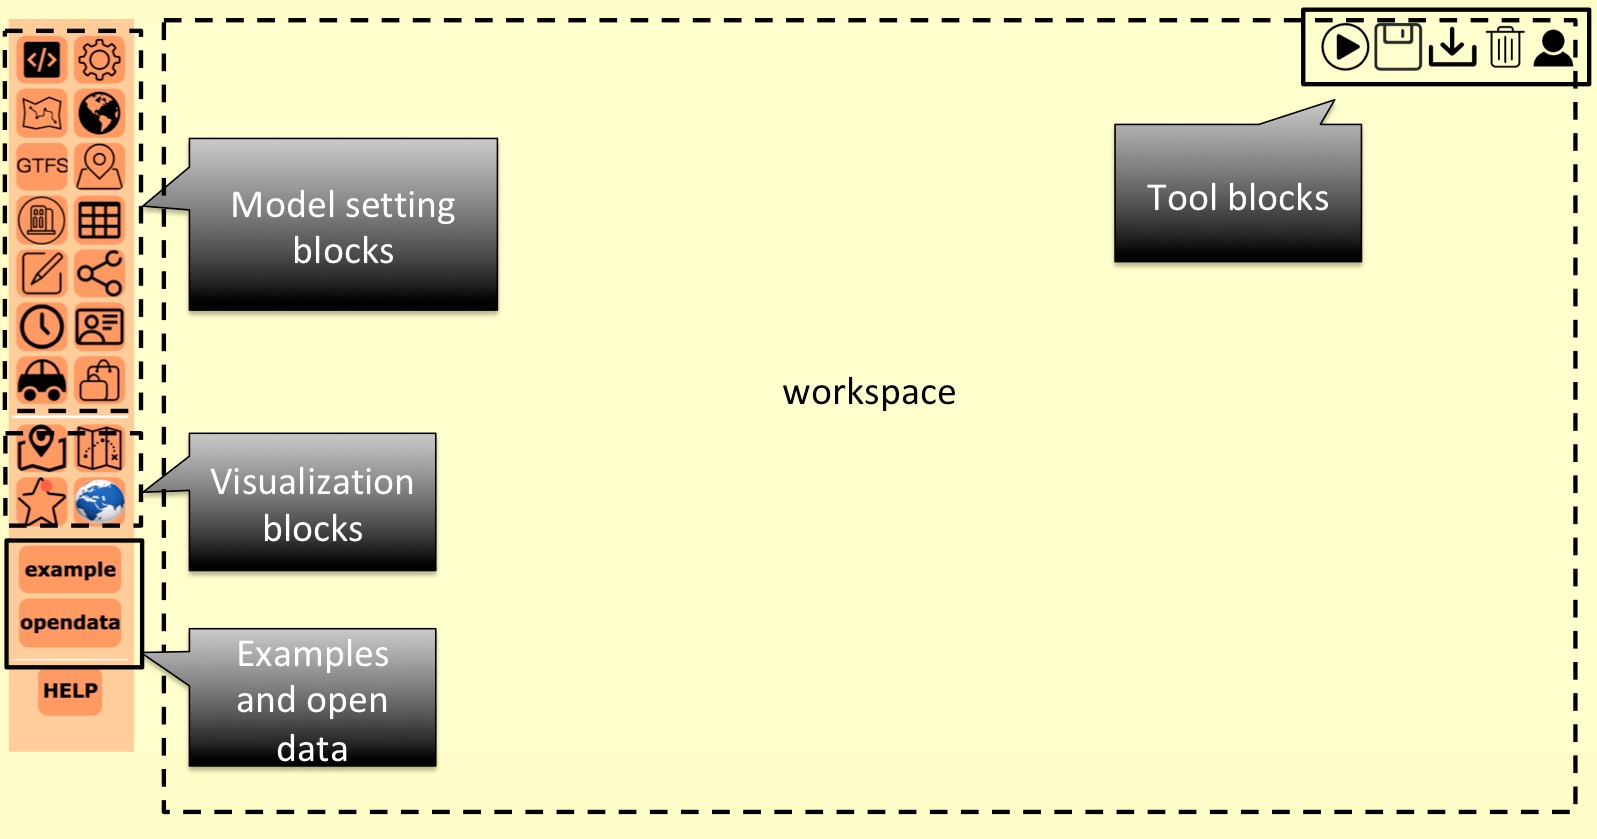 </>
GTFS
Model setting
blocks
Tool blocks
workspace
Visualization
blocks
example
opendata
Examples
and open
data
HELP